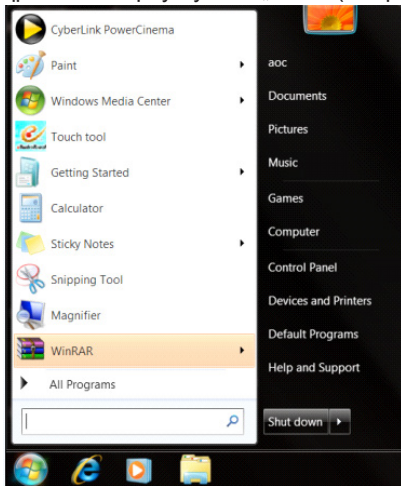 CyberLink PowerCinema
Paint
Windows Media Center
Touch tool
Getting Started
Calculator
Sticky Notes
Snipping Tool
Magnifier
WinRAR
All Programs
aoc
Documents
Pictures
Music
Games
Computer
Control Panel
Devices and Printers
Default Programs
Help and Support
Shut down